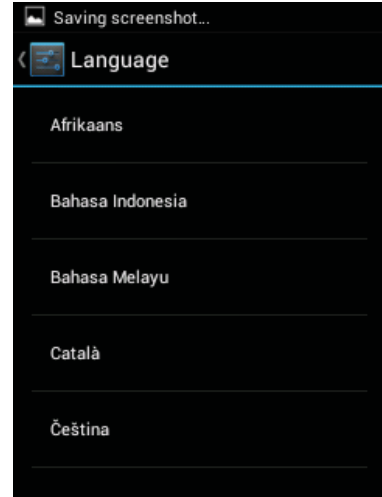 Saving screenshot...
Language
Afrikaans
Bahasa Indonesia
Bahasa Melayu
Català
Čeština